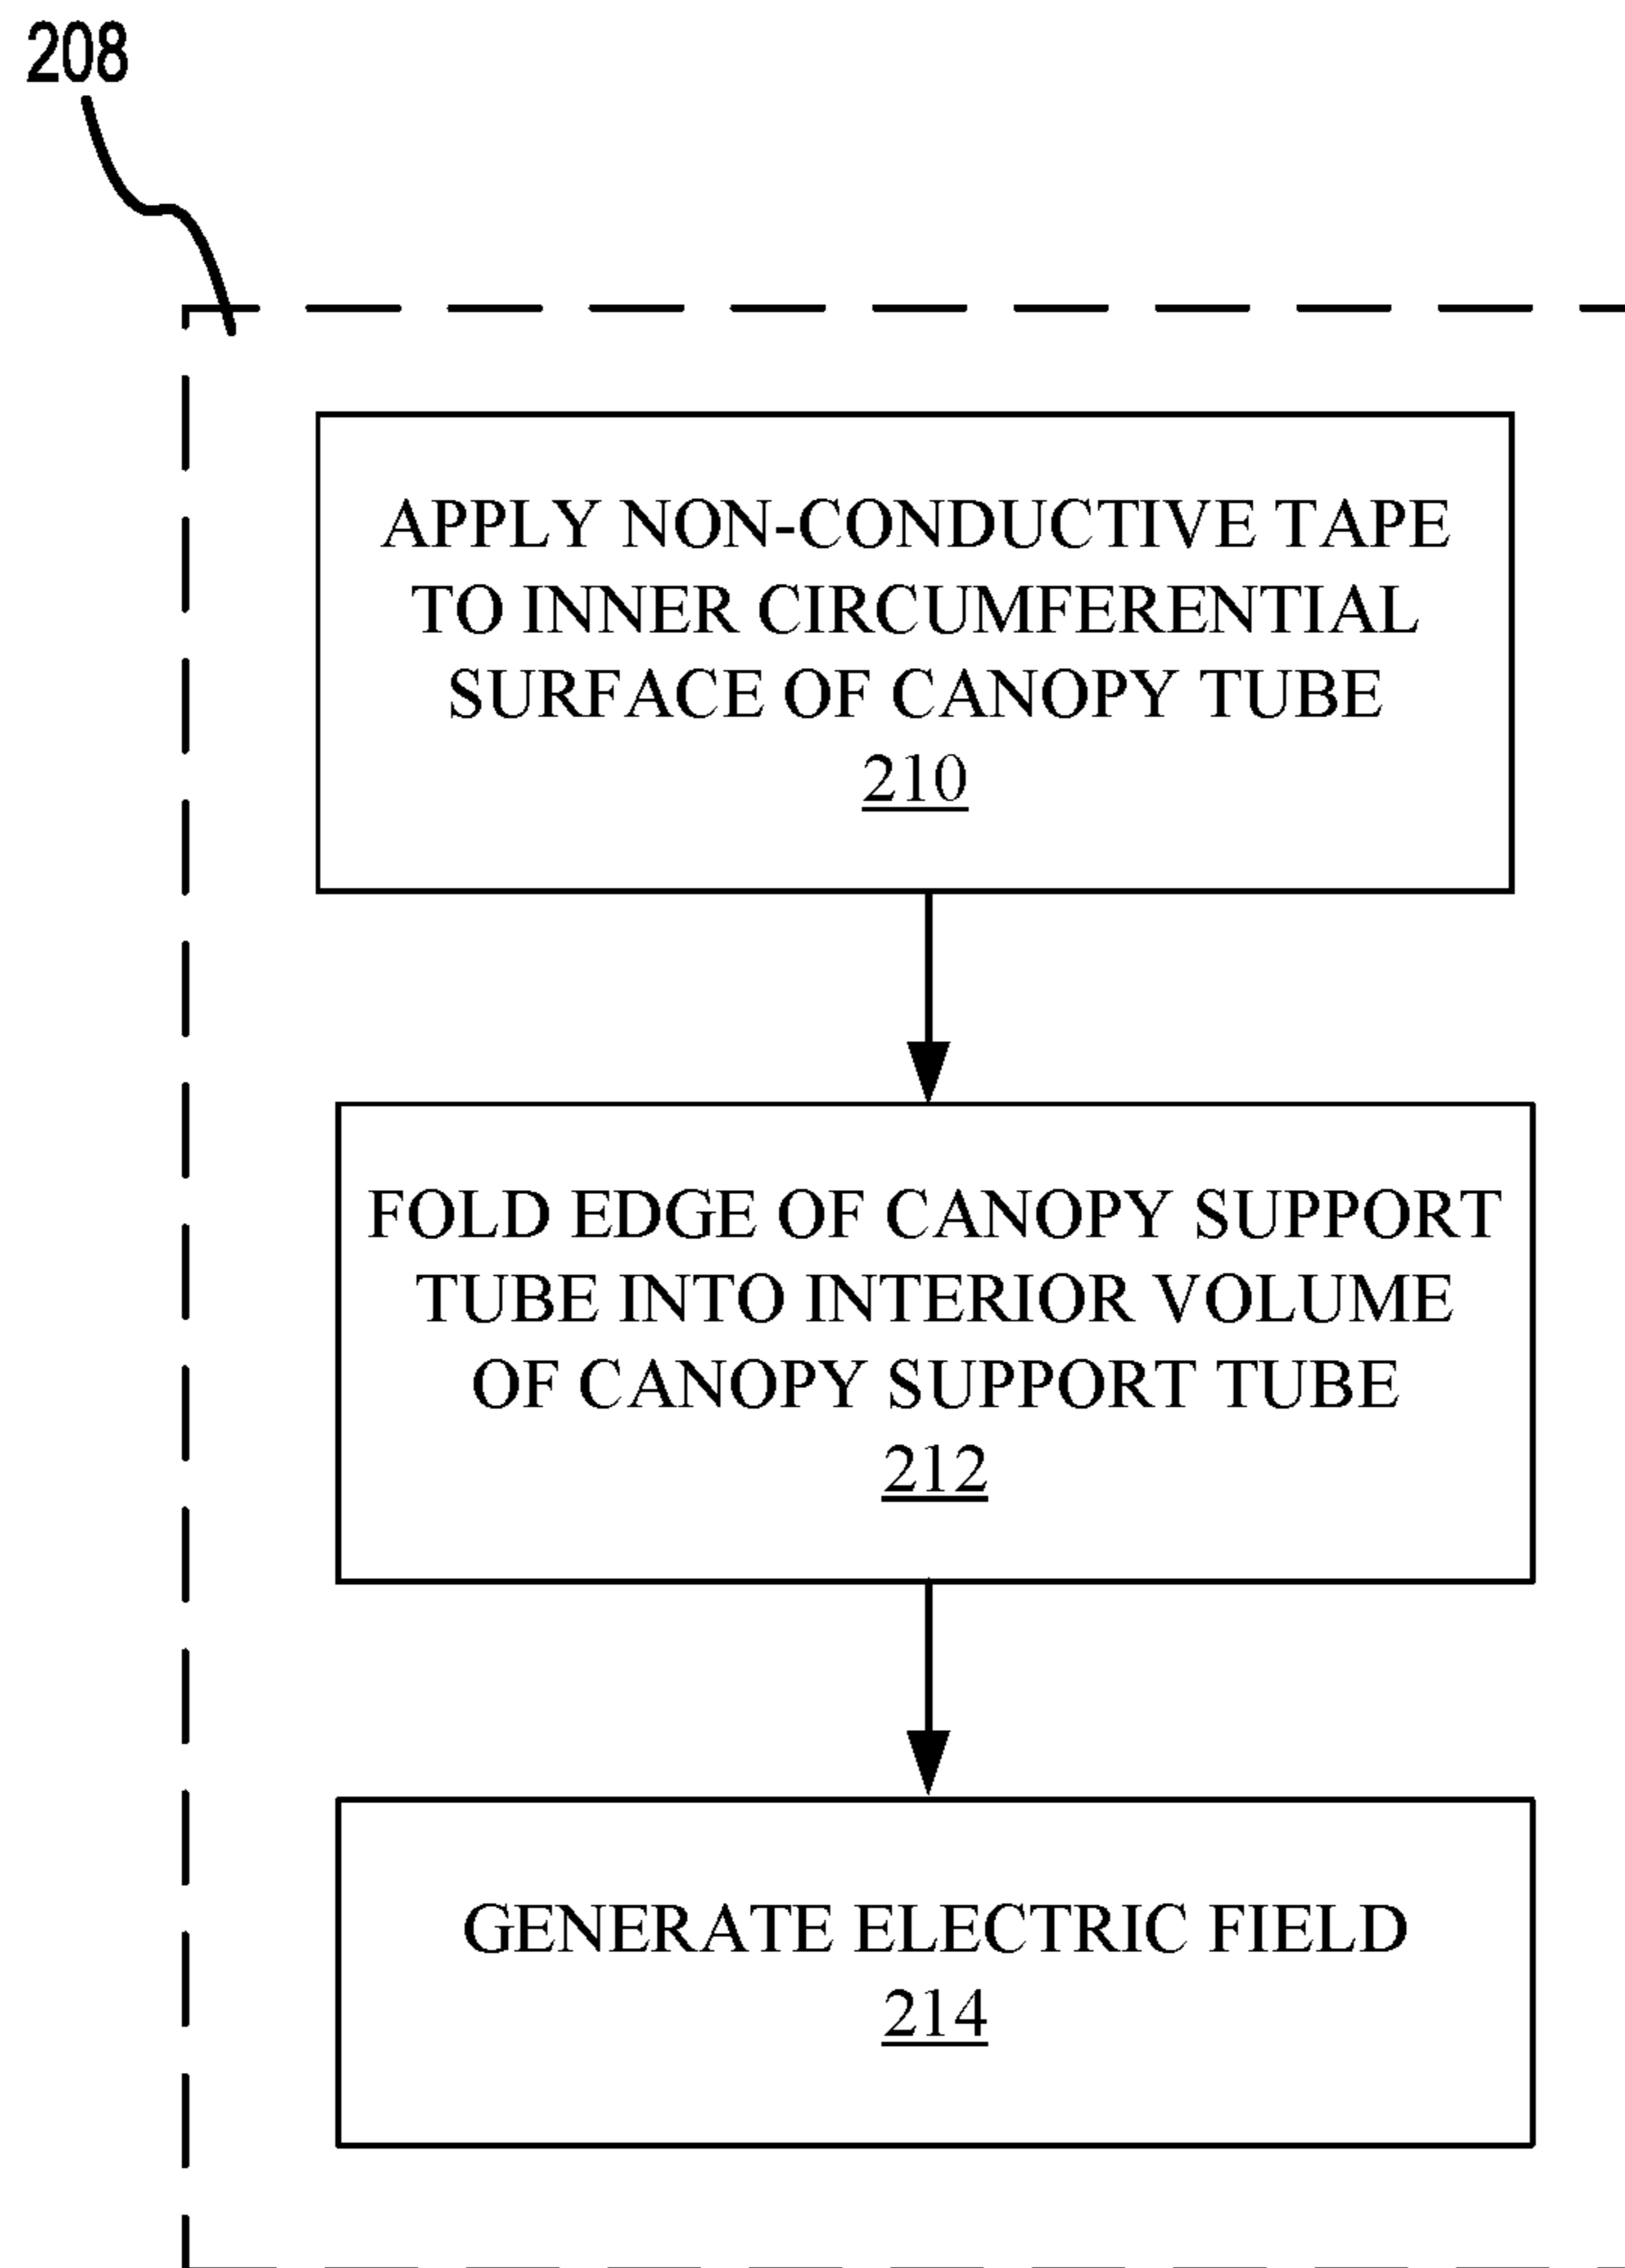 208
APPLY NON-CONDUCTIVE TAPE
TO INNER CIRCUMFERENTIAL
SURFACE OF CANOPY TUBE
210
FOLD EDGE OF CANOPY SUPPORT
TUBE INTO INTERIOR VOLUME
OF CANOPY SUPPORT TUBE
212
GENERATE ELECTRIC FIELD
214